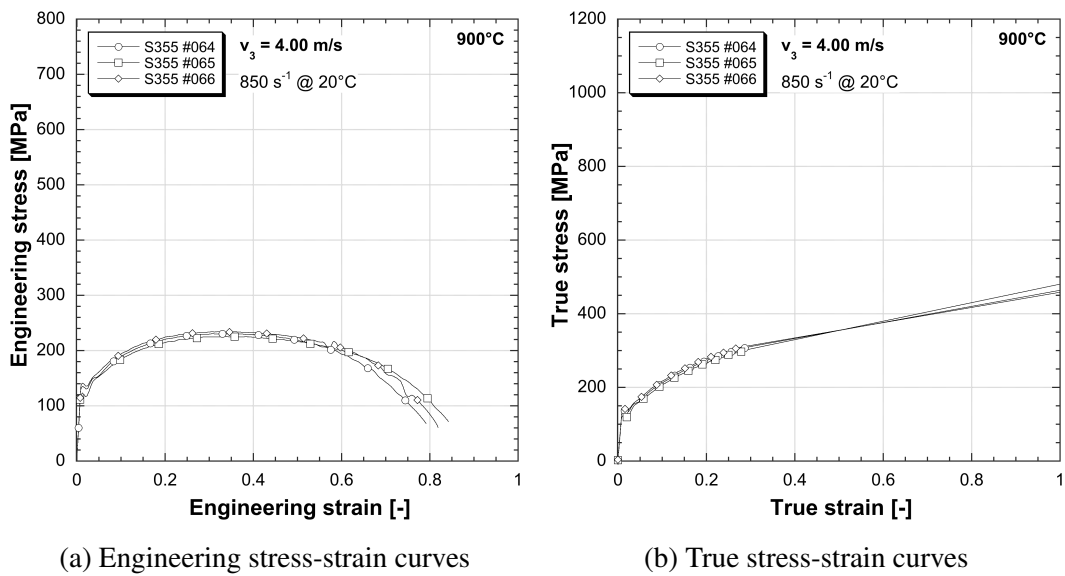 800
700
600
500
400
300
200
100
0
Engineering stress [MPa]
S355 #064
S355 #065
S355 #066
v3 = 4.00 m/s
850 s-1 @ 20°C
900°C
0 0.2 0.4 0.6 0.8 1
Engineering strain [-]
(a) Engineering stress-strain curves
1200
1000
800
600
400
200
0
True stress [MPa]
S355 #064
S355 #065
S355 #066
v3 = 4.00 m/s
850 s-1 @ 20°C
900°C
0 0.2 0.4 0.6 0.8 1
True strain [-]
(b) True stress-strain curves